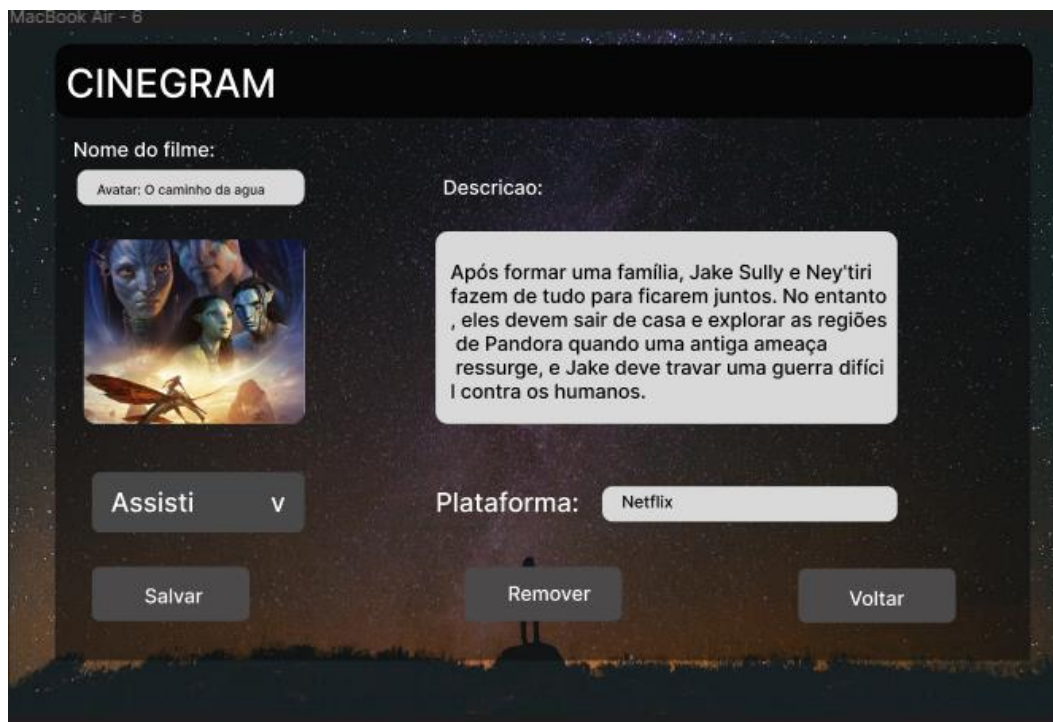 MacBook Air - 6
CINEGRAM
Nome do filme:
Avatar: O caminho da agua
Descricao:
Após formar uma família, Jake Sully e Ney'tiri
fazem de tudo para ficarem juntos. No entanto
, eles devem sair de casa e explorar as regiões
de Pandora quando uma antiga ameaça
ressurge, e Jake deve travar uma guerra difíci
l contra os humanos.
Assisti v
Plataforma: Netflix
Salvar
Remover
Voltar